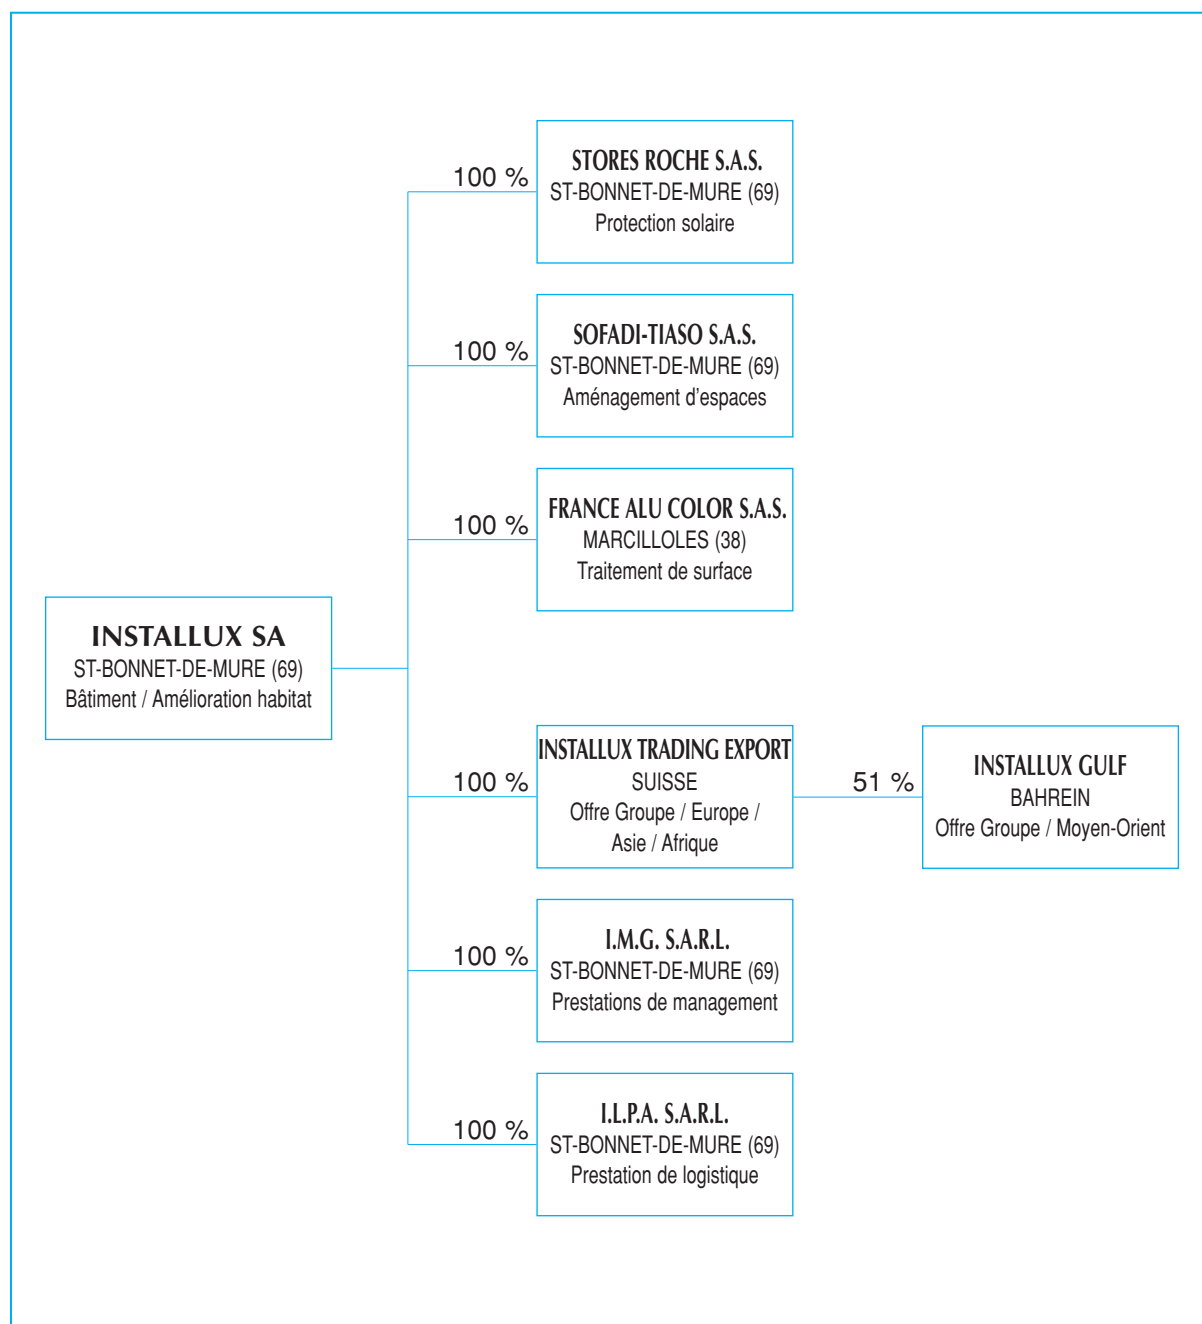 100 %
STORES ROCHE S.A.S.
ST-BONNET-DE-MURE (69)
Protection solaire
100 %
SOFADI-TIASO S.A.S.
ST-BONNET-DE-MURE (69)
Aménagement d'espaces
100 %
FRANCE ALU COLOR S.A.S.
MARCILLOLES (38)
Traitement de surface
INSTALLUX SA
ST-BONNET-DE-MURE (69)
Bâtiment / Amélioration habitat
100 %
INSTALLUX TRADING EXPORT
SUISSE
Offre Groupe / Europe /
Asie / Afrique
51 %
INSTALLUX GULF
BAHREIN
Offre Groupe / Moyen-Orient
100 %
I.M.G. S.A.R.L.
ST-BONNET-DE-MURE (69)
Prestations de management
100 %
I.L.P.A. S.A.R.L.
ST-BONNET-DE-MURE (69)
Prestation de logistique